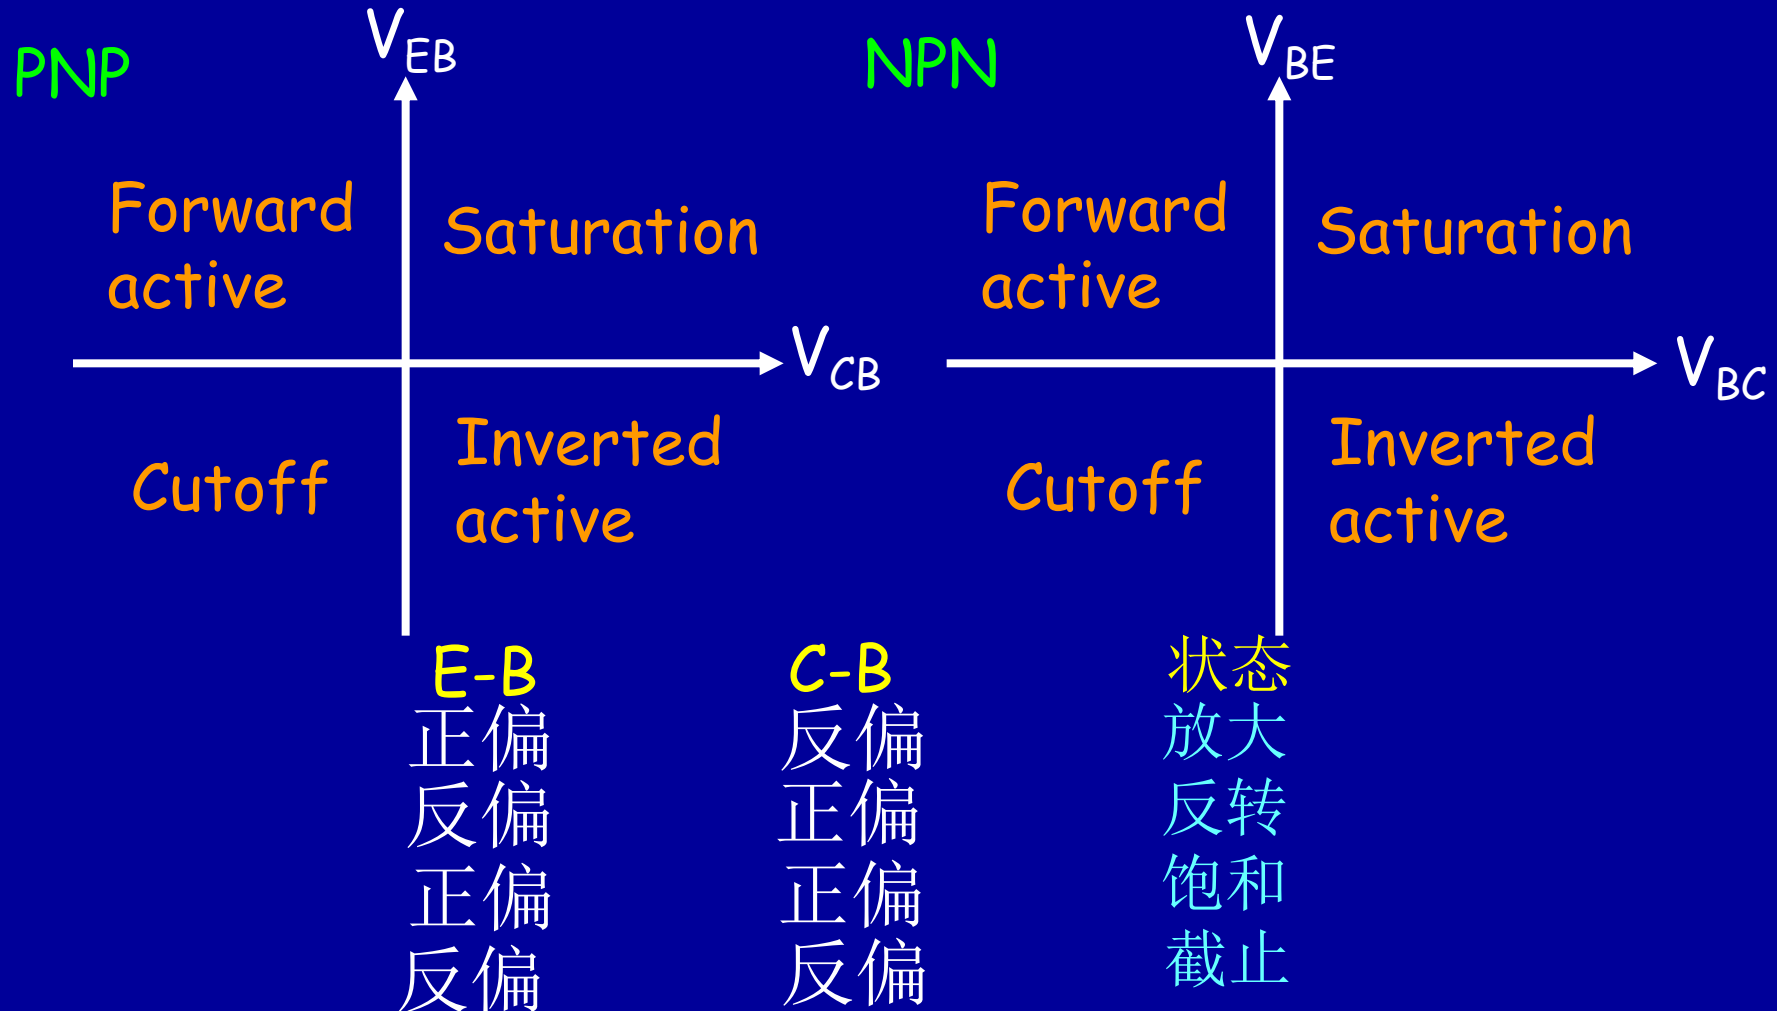 PNP
V_EB
Forward
active
Saturation
V_CB
Cutoff
Inverted
active
NPN
V_BE
Forward
active
Saturation
V_BC
Cutoff
Inverted
active
E-B C-B 状态
正偏 反偏 放大
反偏 正偏 反转
正偏 正偏 饱和
反偏 反偏 截止